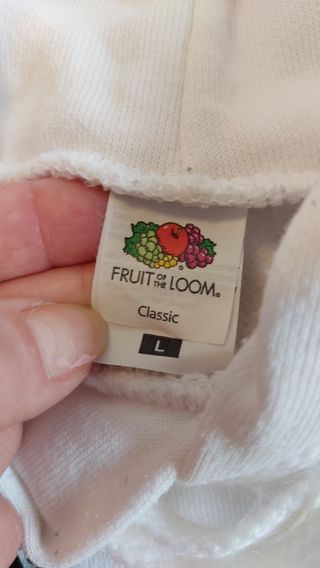 FRUIT OF THE LOOM®
Classic
L